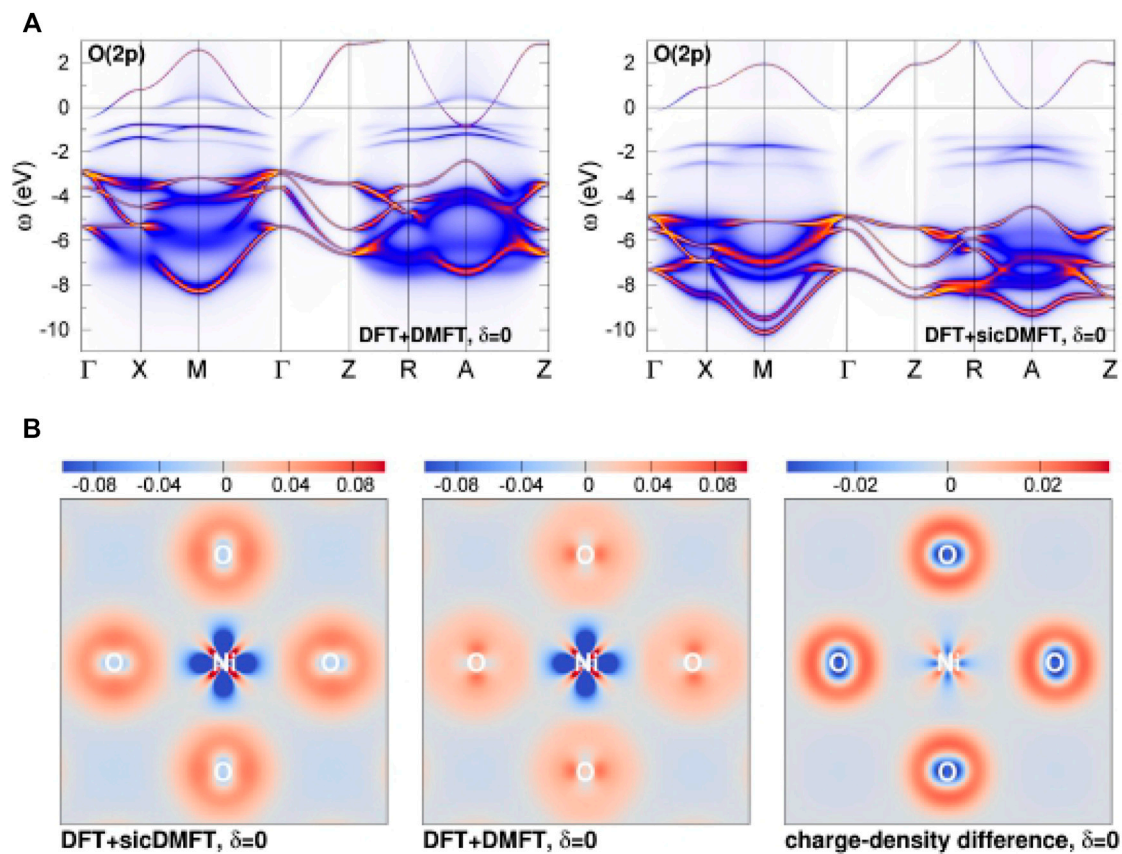 A
O(2p)
O(2p)
2
0
-2
-4
-6
-8
-10
ω (eV)
DFT+DMFT, δ=0
Γ X M Γ Z R A Z
2
0
-2
-4
-6
-8
-10
ω (eV)
DFT+sicDMFT, δ=0
Γ X M Γ Z R A Z
B
-0.08 -0.04 0 0.04 0.08
-0.08 -0.04 0 0.04 0.08
-0.02 0 0.02
O
O Ni O
O
DFT+sicDMFT, δ=0
O
O Ni O
O
DFT+DMFT, δ=0
O
O Ni O
O
charge-density difference, δ=0